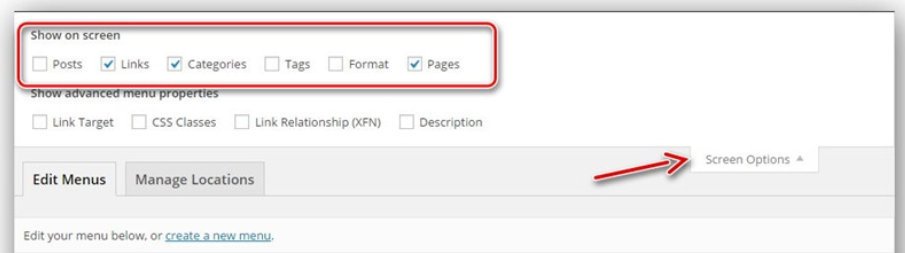 Show on screen
Posts Links Categories Tags Format Pages
Show advanced menu properties
Link Target CSS Classes Link Relationship (XFN) Description
Screen Options
Edit Menus Manage Locations
Edit your menu below, or create a new menu.